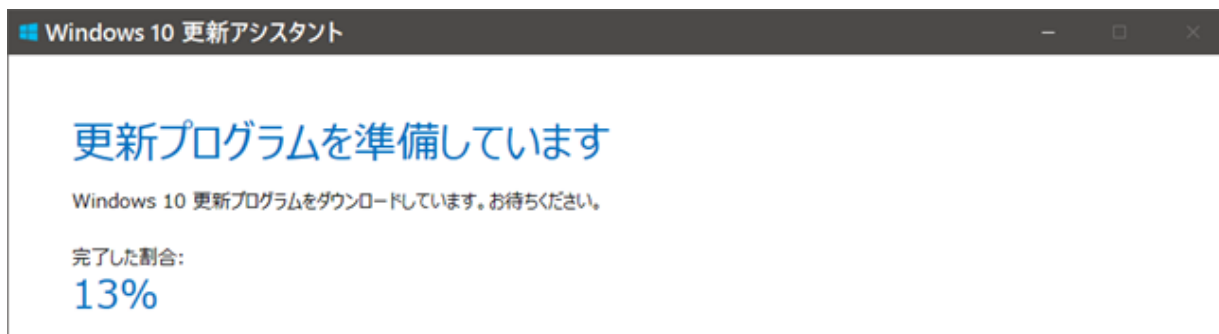 Windows 10 更新アシスタント
更新プログラムを準備しています
Windows 10 更新プログラムをダウンロードしています。お待ちください。
完了した割合:
13%